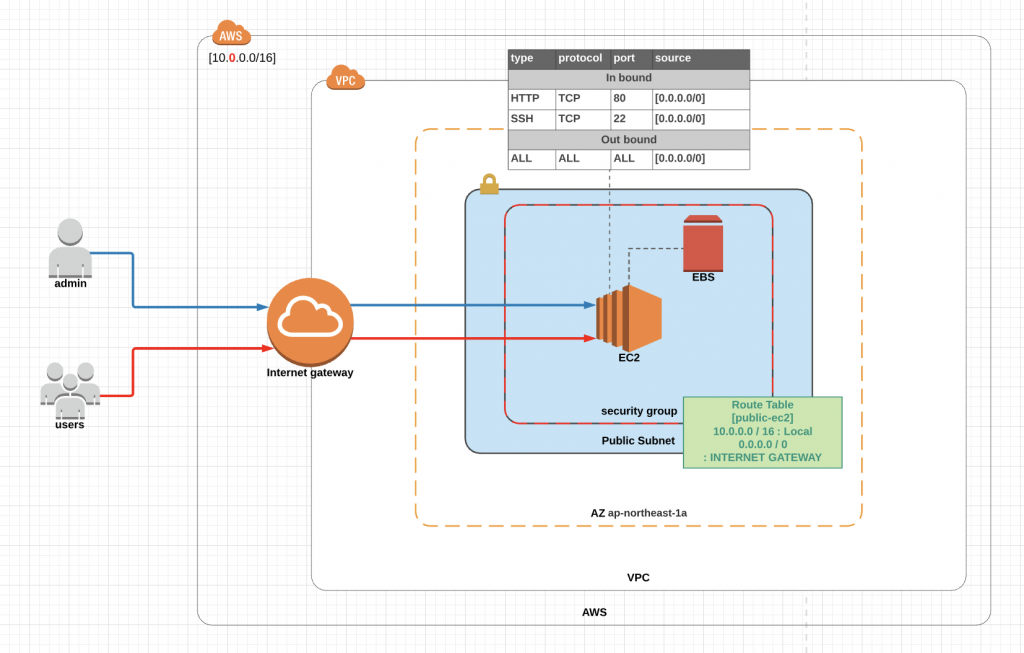 AWS
[10.0.0.0/16]
VPC
type protocol port source
In bound
HTTP TCP 80 [0.0.0.0/0]
SSH TCP 22 [0.0.0.0/0]
Out bound
ALL ALL ALL [0.0.0.0/0]
admin
users
Internet gateway
EBS
EC2
security group
Public Subnet
Route Table
[public-ec2]
10.0.0.0 / 16 : Local
0.0.0.0 / 0
: INTERNET GATEWAY
AZ ap-northeast-1a
VPC
AWS